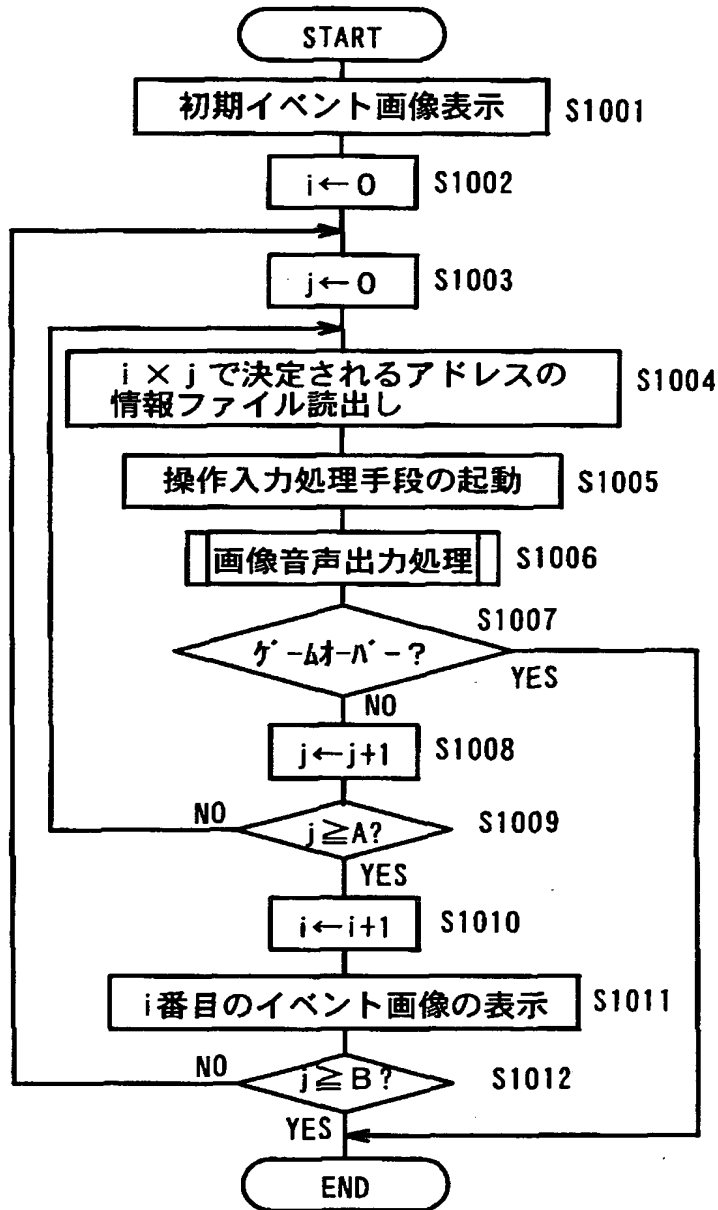 START
初期イベント画像表示 S1001
i←0 S1002
j←0 S1003
i×jで決定されるアドレスの
情報ファイル読出し S1004
操作入力処理手段の起動 S1005
画像音声出力処理 S1006
S1007
ｹﾞｰﾑｵｰﾊﾞｰ?
YES
NO
j←j+1 S1008
NO
j≧A? S1009
YES
i←i+1 S1010
i番目のイベント画像の表示 S1011
NO
j≧B? S1012
YES
END